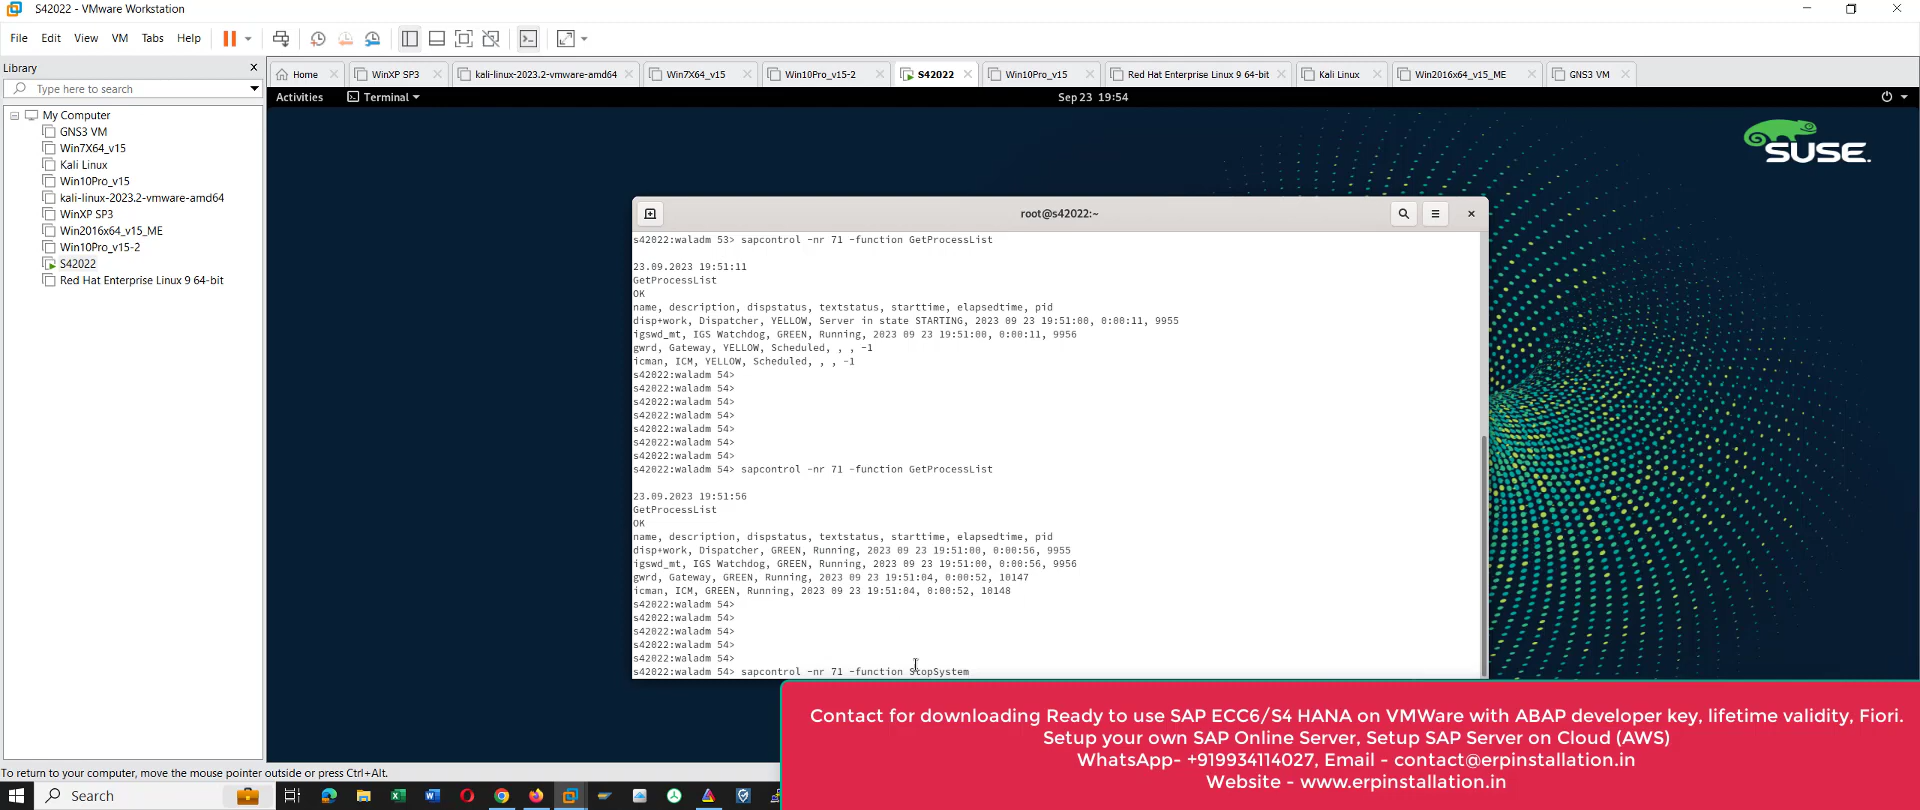 S42022 - VMware Workstation
File Edit View VM Tabs Help
Library
Type here to search
My Computer
GNS3 VM
Win7X64_v15
Kali Linux
Win10Pro_v15
kali-linux-2023.2-vmware-amd64
WinXP SP3
Win2016x64_v15_ME
Win10Pro_v15-2
S42022
Red Hat Enterprise Linux 9 64-bit
Home WinXP SP3 kali-linux-2023.2-vmware-amd64 Win7X64_v15 Win10Pro_v15-2 S42022 Win10Pro_v15 Red Hat Enterprise Linux 9 64-bit Kali Linux Win2016x64_v15_ME GNS3 VM
Activities Terminal Sep 23 19:54
SUSE
root@s42022:~
s42022:waladm 53> sapcontrol -nr 71 -function GetProcessList
23.09.2023 19:51:11
GetProcessList
OK
name, description, dispstatus, textstatus, starttime, elapsedtime, pid
disp+work, Dispatcher, YELLOW, Server in state STARTING, 2023 09 23 19:51:00, 0:00:11, 9955
igswd_mt, IGS Watchdog, GREEN, Running, 2023 09 23 19:51:00, 0:00:11, 9956
gwrd, Gateway, YELLOW, Scheduled, , , -1
icman, ICM, YELLOW, Scheduled, , , -1
s42022:waladm 54>
s42022:waladm 54>
s42022:waladm 54>
s42022:waladm 54>
s42022:waladm 54>
s42022:waladm 54>
s42022:waladm 54>
s42022:waladm 54> sapcontrol -nr 71 -function GetProcessList
23.09.2023 19:51:56
GetProcessList
OK
name, description, dispstatus, textstatus, starttime, elapsedtime, pid
disp+work, Dispatcher, GREEN, Running, 2023 09 23 19:51:00, 0:00:56, 9955
igswd_mt, IGS Watchdog, GREEN, Running, 2023 09 23 19:51:00, 0:00:56, 9956
gwrd, Gateway, GREEN, Running, 2023 09 23 19:51:04, 0:00:52, 10147
icman, ICM, GREEN, Running, 2023 09 23 19:51:04, 0:00:52, 10148
s42022:waladm 54>
s42022:waladm 54>
s42022:waladm 54>
s42022:waladm 54>
s42022:waladm 54>
s42022:waladm 54> sapcontrol -nr 71 -function StopSystem
Contact for downloading Ready to use SAP ECC6/S4 HANA on VMWare with ABAP developer key, lifetime validity, Fiori.
Setup your own SAP Online Server, Setup SAP Server on Cloud (AWS)
WhatsApp- +919934114027, Email - contact@erpinstallation.in
Website - www.erpinstallation.in
To return to your computer, move the mouse pointer outside or press Ctrl+Alt.
Search